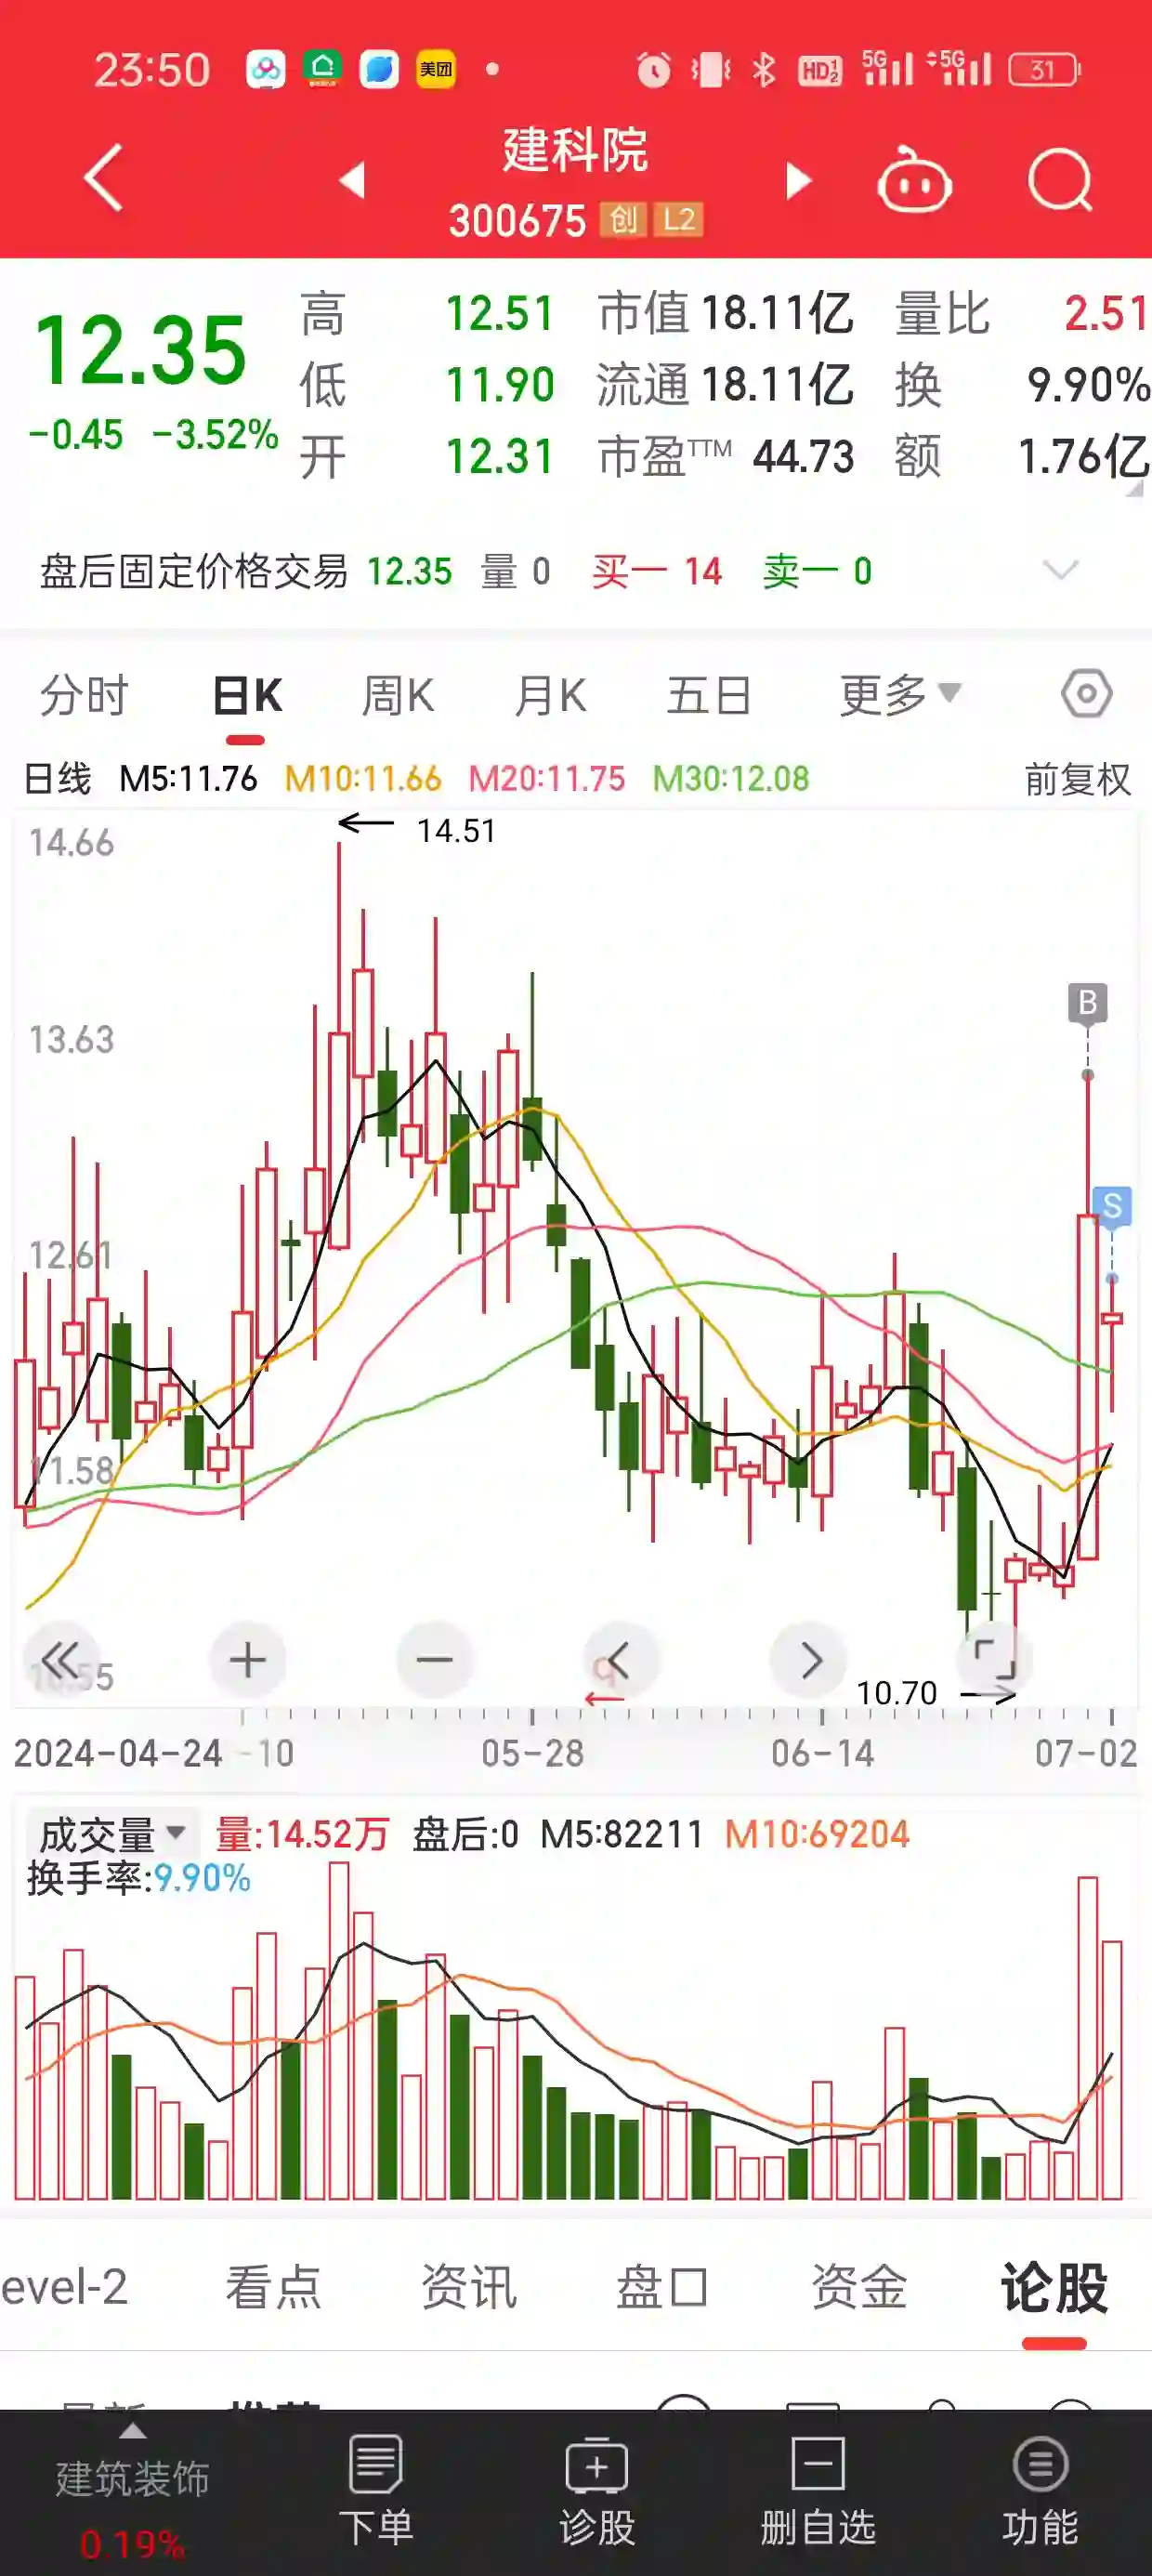 23:50 美团 HD 1 2 5G 5G 31
建科院
300675 创 L2
12.35
-0.45 -3.52%
高 12.51 市值 18.11亿 量比 2.51
低 11.90 流通 18.11亿 换 9.90%
开 12.31 市盈TTM 44.73 额 1.76亿
盘后固定价格交易 12.35 量 0 买一 14 卖一 0
分时 日K 周K 月K 五日 更多
日线 M5:11.76 M10:11.66 M20:11.75 M30:12.08 前复权
14.66
14.51
13.63
B
S
12.61
11.58
10.70
2024-04-24 -10 05-28 06-14 07-02
成交量 量:14.52万 盘后:0 M5:82211 M10:69204
换手率:9.90%
evel-2 看点 资讯 盘口 资金 论股
建筑装饰
0.19%
下单 诊股 删自选 功能